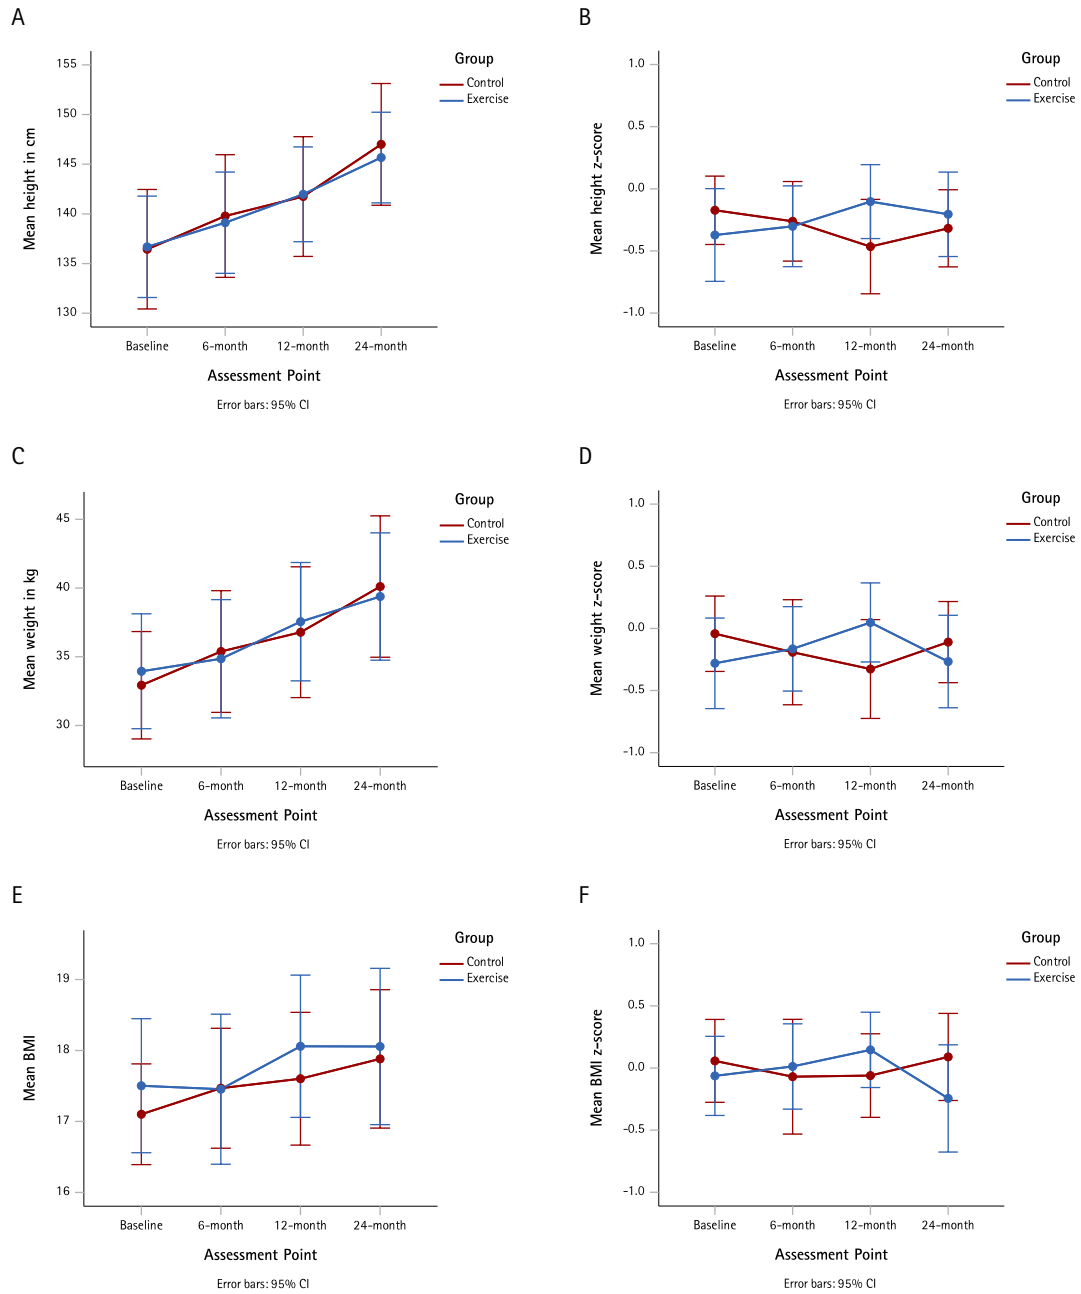 A
Mean height in cm
155
150
145
140
135
130
Baseline 6-month 12-month 24-month
Assessment Point
Error bars: 95% CI
Group
Control
Exercise
B
Mean height z-score
1.0
0.5
0.0
-0.5
-1.0
Baseline 6-month 12-month 24-month
Assessment Point
Error bars: 95% CI
Group
Control
Exercise
C
Mean weight in kg
45
40
35
30
Baseline 6-month 12-month 24-month
Assessment Point
Error bars: 95% CI
Group
Control
Exercise
D
Mean weight z-score
1.0
0.5
0.0
-0.5
-1.0
Baseline 6-month 12-month 24-month
Assessment Point
Error bars: 95% CI
Group
Control
Exercise
E
Mean BMI
19
18
17
16
Baseline 6-month 12-month 24-month
Assessment Point
Error bars: 95% CI
Group
Control
Exercise
F
Mean BMI z-score
1.0
0.5
0.0
-0.5
-1.0
Baseline 6-month 12-month 24-month
Assessment Point
Error bars: 95% CI
Group
Control
Exercise